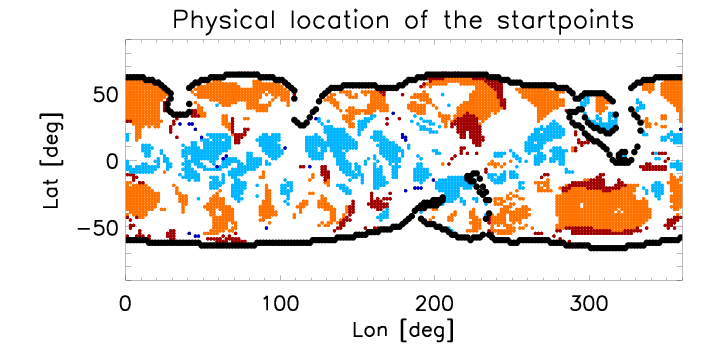 Physical location of the startpoints
Lat [deg]
50
0
−50
0
100
200
300
Lon [deg]